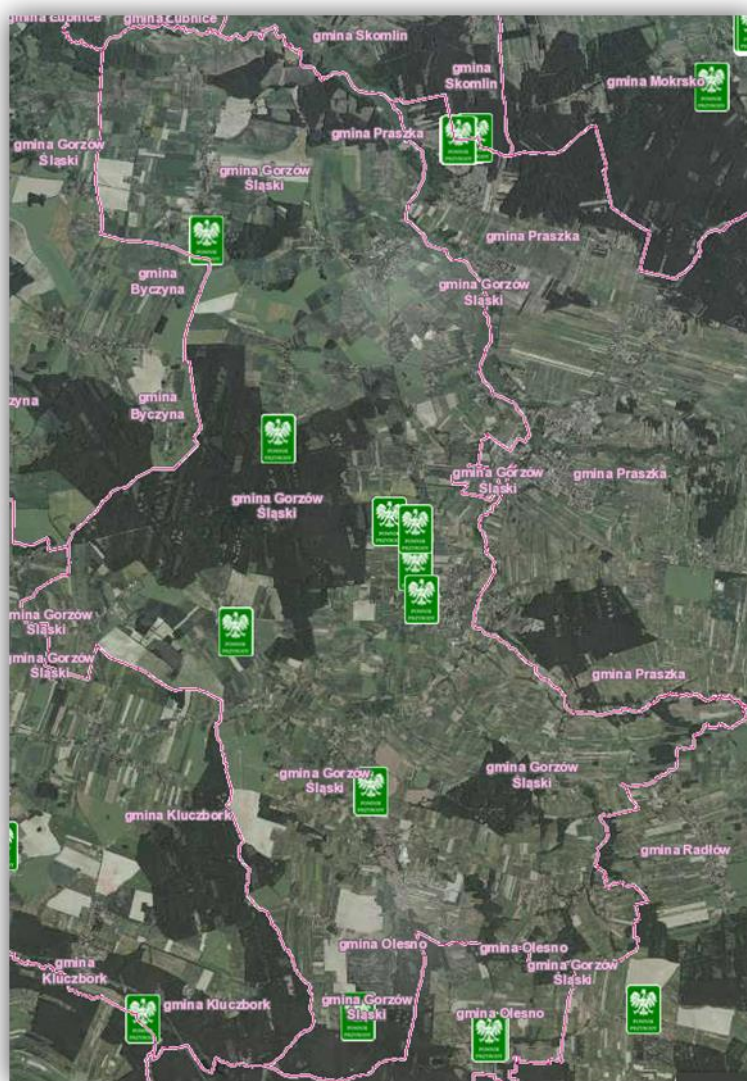 gmina Łubnice
gmina Łubnice
gmina Skomlin
gmina
Skomlin
gmina Mokrsko
gmina Praszka
gmina Gorzów
Śląski
gmina Gorzów
Śląski
gmina Praszka
gmina
Byczyna
gmina Gorzów
Śląski
gmina
Byczyna
zyna
gmina Gorzów
Śląski
gmina Praszka
gmina Gorzów
Śląski
POMNIK
PRZYRODY
gmina Gorzów
Śląski
gmina Gorzów
Śląski
gmina Praszka
gmina Gorzów
Śląski
gmina Gorzów
Śląski
gmina Kluczbork
gmina Radłów
gmina Olesno
gmina Olesno
gmina
Kluczbork
gmina Gorzów
Śląski
gmina Kluczbork
gmina Gorzów
Śląski
gmina Olesno